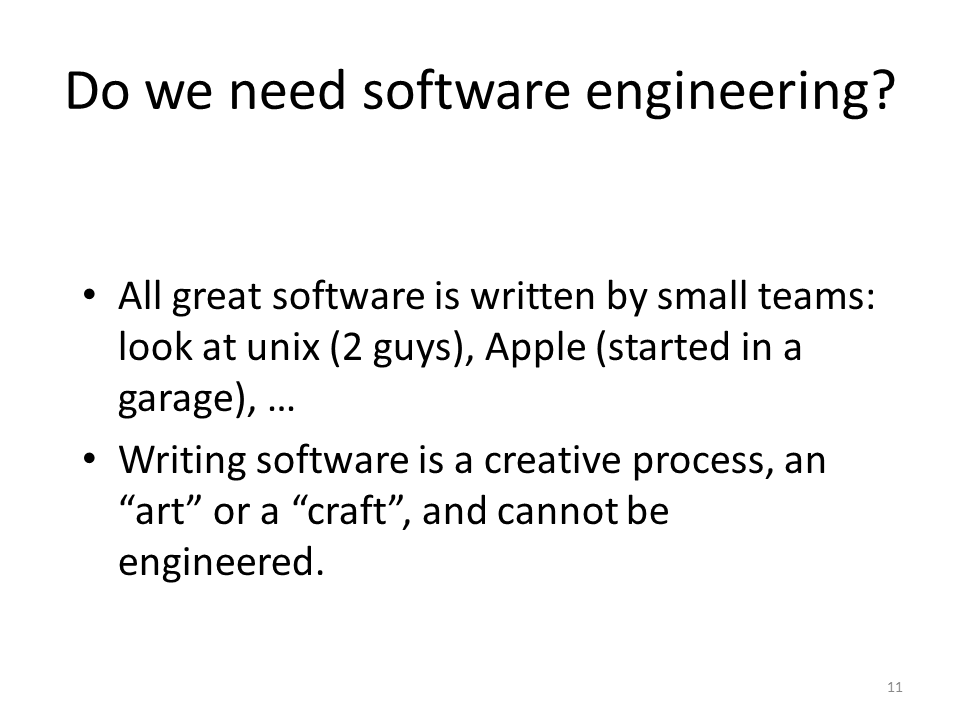 Do we need software engineering?
• All great software is written by small teams:
look at unix (2 guys), Apple (started in a
garage), …
• Writing software is a creative process, an
“art” or a “craft”, and cannot be
engineered.
11